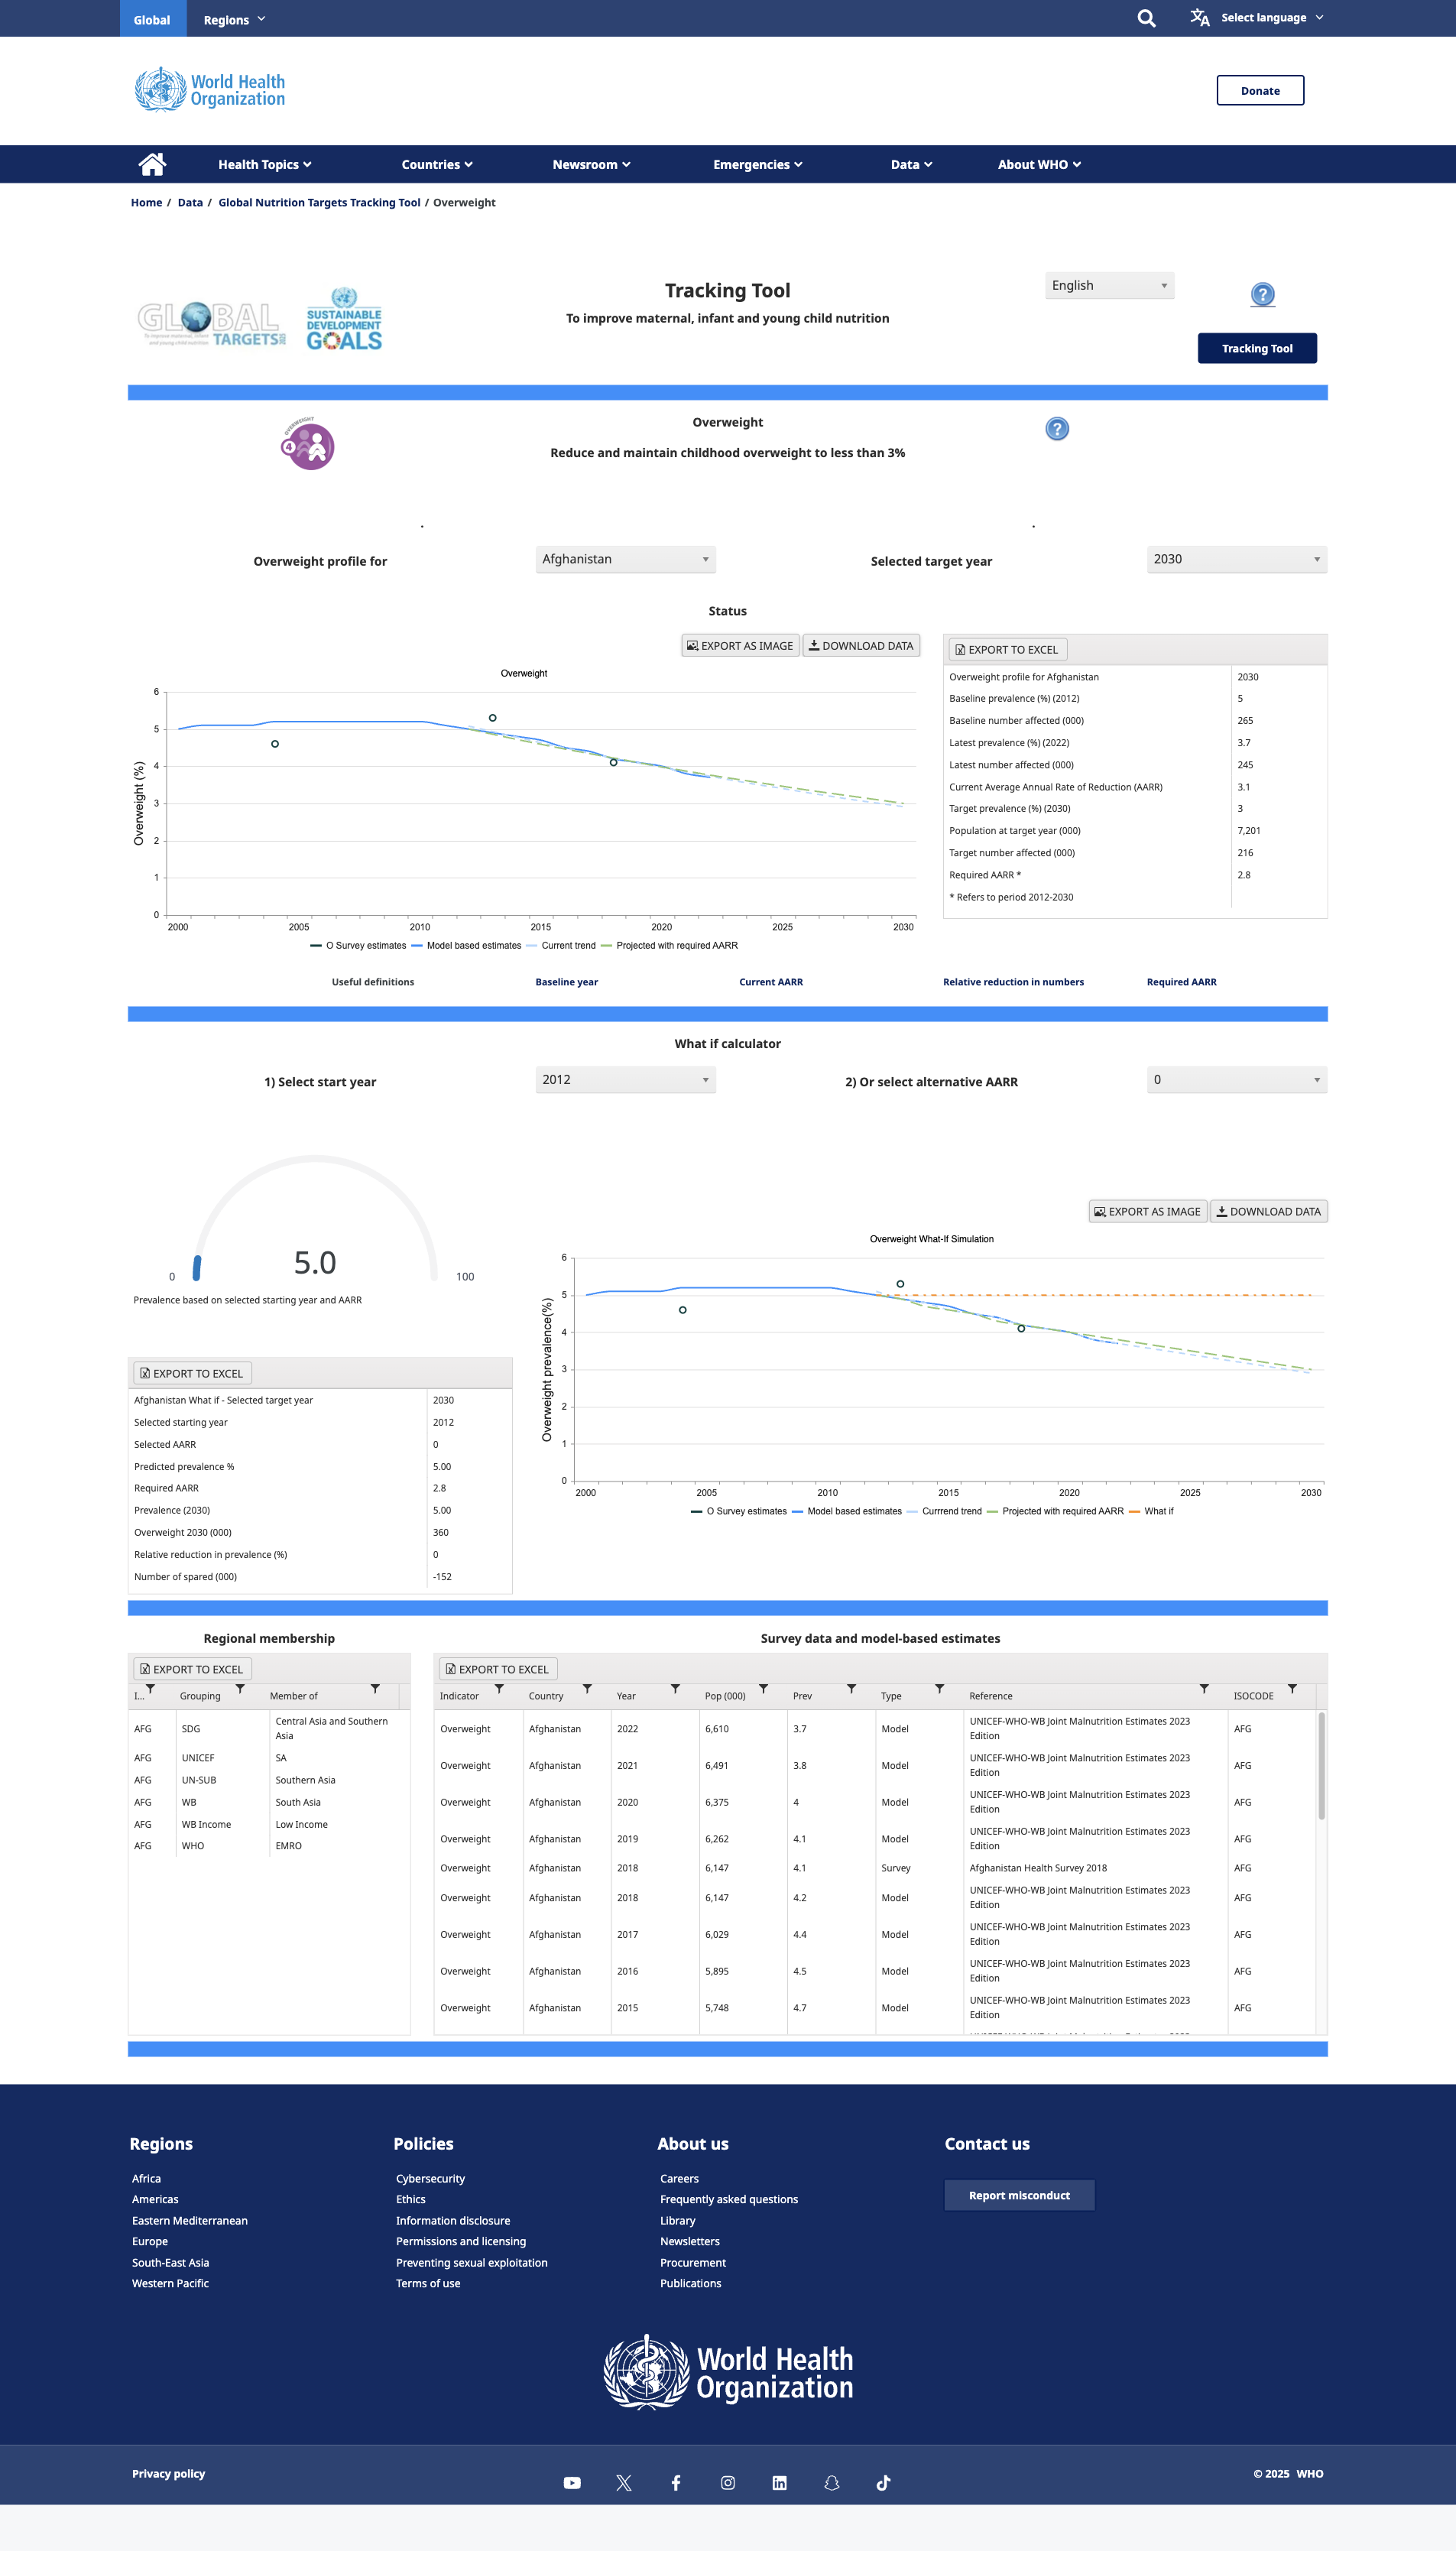 Global Regions Select language
World Health
Organization
Donate
Health Topics Countries Newsroom Emergencies Data About WHO
Home / Data / Global Nutrition Targets Tracking Tool / Overweight
Tracking Tool
English
?
To improve maternal, infant and young child nutrition
GLOBAL
TARGETS
SUSTAINABLE
DEVELOPMENT
GOALS
Tracking Tool
OVERWEIGHT
4
Overweight
?
Reduce and maintain childhood overweight to less than 3%
. .
Overweight profile for Afghanistan Selected target year 2030
Status
EXPORT AS IMAGE DOWNLOAD DATA
Overweight
Overweight (%)
6
5
4
3
2
1
0
2000 2005 2010 2015 2020 2025 2030
O Survey estimates Model based estimates Current trend Projected with required AARR
EXPORT TO EXCEL
Overweight profile for Afghanistan 2030
Baseline prevalence (%) (2012) 5
Baseline number affected (000) 265
Latest prevalence (%) (2022) 3.7
Latest number affected (000) 245
Current Average Annual Rate of Reduction (AARR) 3.1
Target prevalence (%) (2030) 3
Population at target year (000) 7,201
Target number affected (000) 216
Required AARR * 2.8
* Refers to period 2012-2030
Useful definitions Baseline year Current AARR Relative reduction in numbers Required AARR
What if calculator
1) Select start year 2012 2) Or select alternative AARR 0
5.0
0 100
Prevalence based on selected starting year and AARR
EXPORT TO EXCEL
Afghanistan What if - Selected target year 2030
Selected starting year 2012
Selected AARR 0
Predicted prevalence % 5.00
Required AARR 2.8
Prevalence (2030) 5.00
Overweight 2030 (000) 360
Relative reduction in prevalence (%) 0
Number of spared (000) -152
EXPORT AS IMAGE DOWNLOAD DATA
Overweight What-If Simulation
Overweight prevalence(%)
6
5
4
3
2
1
0
2000 2005 2010 2015 2020 2025 2030
O Survey estimates Model based estimates Currrend trend Projected with required AARR What if
Regional membership
EXPORT TO EXCEL
I... Grouping Member of
AFG SDG Central Asia and Southern
Asia
AFG UNICEF SA
AFG UN-SUB Southern Asia
AFG WB South Asia
AFG WB Income Low Income
AFG WHO EMRO
Survey data and model-based estimates
EXPORT TO EXCEL
Indicator Country Year Pop (000) Prev Type Reference ISOCODE
Overweight Afghanistan 2022 6,610 3.7 Model UNICEF-WHO-WB Joint Malnutrition Estimates 2023
Edition AFG
Overweight Afghanistan 2021 6,491 3.8 Model UNICEF-WHO-WB Joint Malnutrition Estimates 2023
Edition AFG
Overweight Afghanistan 2020 6,375 4 Model UNICEF-WHO-WB Joint Malnutrition Estimates 2023
Edition AFG
Overweight Afghanistan 2019 6,262 4.1 Model UNICEF-WHO-WB Joint Malnutrition Estimates 2023
Edition AFG
Overweight Afghanistan 2018 6,147 4.1 Survey Afghanistan Health Survey 2018 AFG
Overweight Afghanistan 2018 6,147 4.2 Model UNICEF-WHO-WB Joint Malnutrition Estimates 2023
Edition AFG
Overweight Afghanistan 2017 6,029 4.4 Model UNICEF-WHO-WB Joint Malnutrition Estimates 2023
Edition AFG
Overweight Afghanistan 2016 5,895 4.5 Model UNICEF-WHO-WB Joint Malnutrition Estimates 2023
Edition AFG
Overweight Afghanistan 2015 5,748 4.7 Model UNICEF-WHO-WB Joint Malnutrition Estimates 2023
Edition AFG
Regions
Africa
Americas
Eastern Mediterranean
Europe
South-East Asia
Western Pacific
Policies
Cybersecurity
Ethics
Information disclosure
Permissions and licensing
Preventing sexual exploitation
Terms of use
About us
Careers
Frequently asked questions
Library
Newsletters
Procurement
Publications
Contact us
Report misconduct
World Health
Organization
Privacy policy
© 2025 WHO